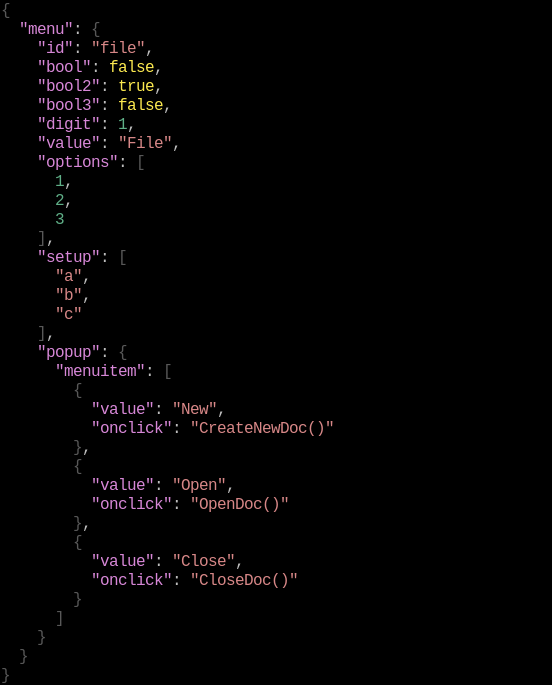 {
  "menu": {
    "id": "file",
    "bool": false,
    "bool2": true,
    "bool3": false,
    "digit": 1,
    "value": "File",
    "options": [
      1,
      2,
      3
    ],
    "setup": [
      "a",
      "b",
      "c"
    ],
    "popup": {
      "menuitem": [
        {
          "value": "New",
          "onclick": "CreateNewDoc()"
        },
        {
          "value": "Open",
          "onclick": "OpenDoc()"
        },
        {
          "value": "Close",
          "onclick": "CloseDoc()"
        }
      ]
    }
  }
}